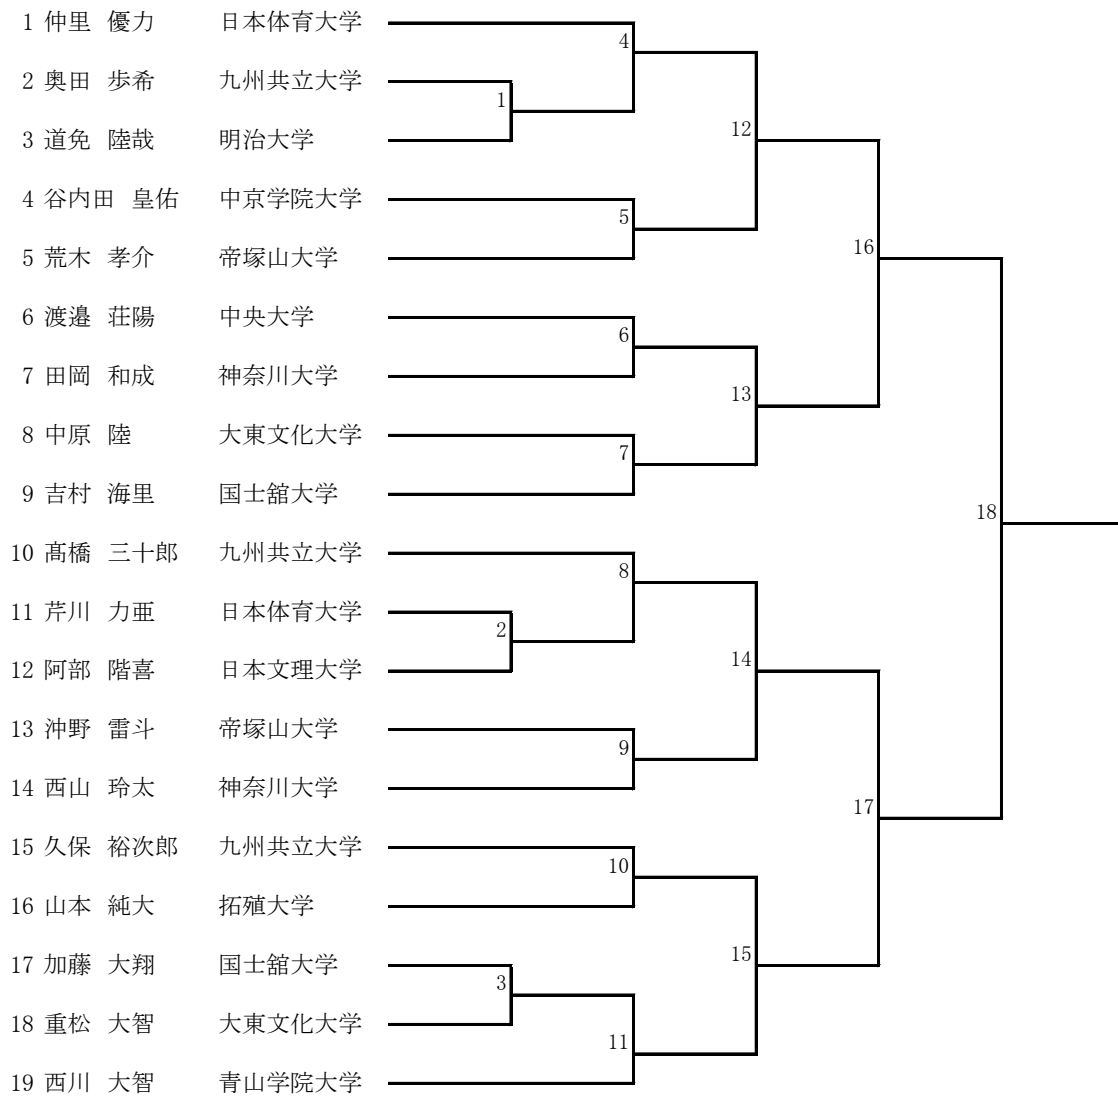 1 仲里 優力 日本体育大学
4
2 奥田 歩希 九州共立大学
1
12
3 道免 陸哉 明治大学
4 谷内田 皇佑 中京学院大学
5
16
5 荒木 孝介 帝塚山大学
6 渡邉 荘陽 中央大学
6
7 田岡 和成 神奈川大学
13
8 中原 陸 大東文化大学
7
9 吉村 海里 国士舘大学
18
10 髙橋 三十郎 九州共立大学
8
11 芹川 力亜 日本体育大学
2
14
12 阿部 階喜 日本文理大学
13 沖野 雷斗 帝塚山大学
9
14 西山 玲太 神奈川大学
17
15 久保 裕次郎 九州共立大学
10
16 山本 純大 拓殖大学
15
17 加藤 大翔 国士舘大学
3
18 重松 大智 大東文化大学
11
19 西川 大智 青山学院大学